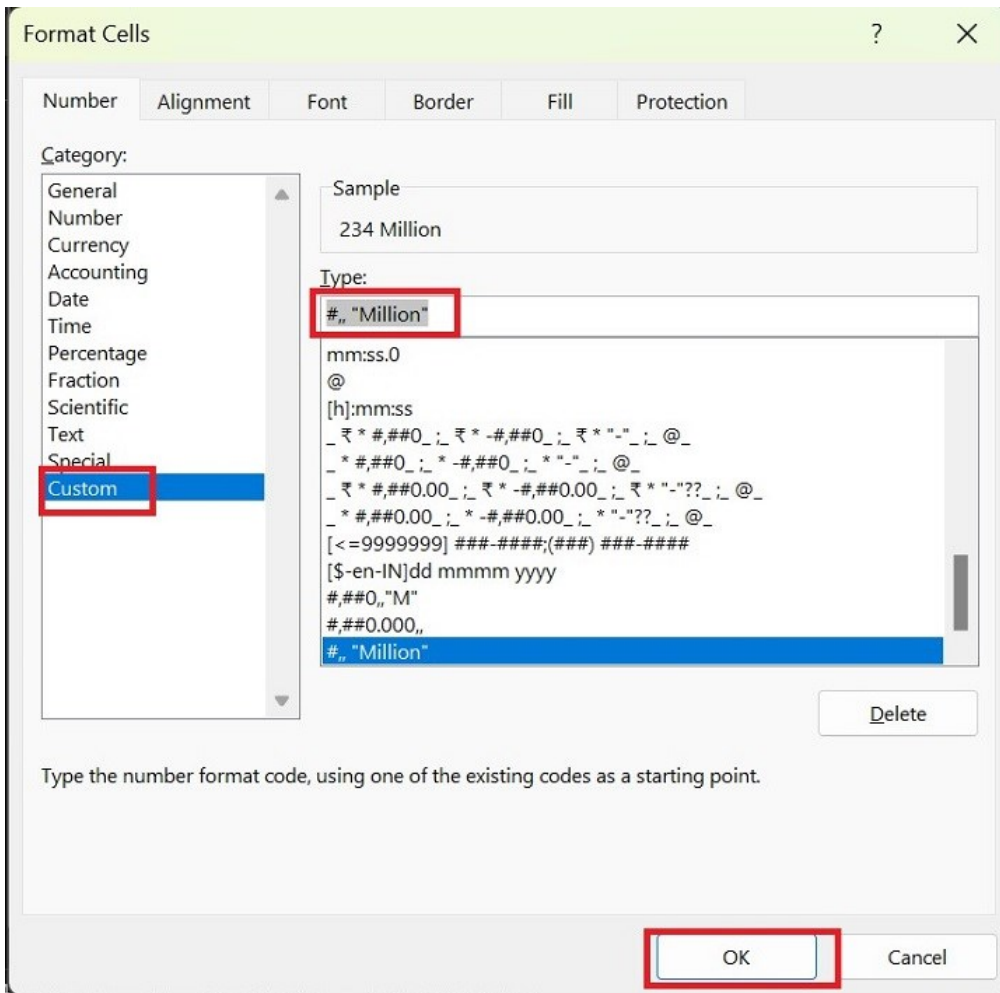 Format Cells ?
Number Alignment Font Border Fill Protection
Category:
General
Number
Currency
Accounting
Date
Time
Percentage
Fraction
Scientific
Text
Special
Custom
Sample
234 Million
Type:
#,, "Million"
mm:ss.0
@
[h]:mm:ss
_ ₹ * #,##0_ ;_ ₹ * -#,##0_ ;_ ₹ * "-"_ ;_ @_
_ * #,##0_ ;_ * -#,##0_ ;_ * "-"_ ;_ @_
_ ₹ * #,##0.00_ ;_ ₹ * -#,##0.00_ ;_ ₹ * "-"??_ ;_ @_
_ * #,##0.00_ ;_ * -#,##0.00_ ;_ * "-"??_ ;_ @_
[<=9999999] ###-####;(###) ###-####
[$-en-IN]dd mmmm yyyy
#,##0,,"M"
#,##0.000,,
#,, "Million"
Delete
Type the number format code, using one of the existing codes as a starting point.
OK Cancel